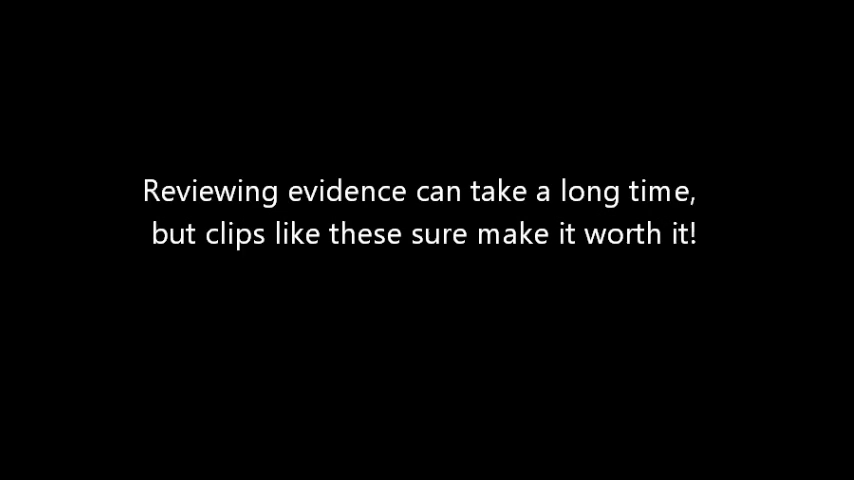 Reviewing evidence can take a long time,
but clips like these sure make it worth it!